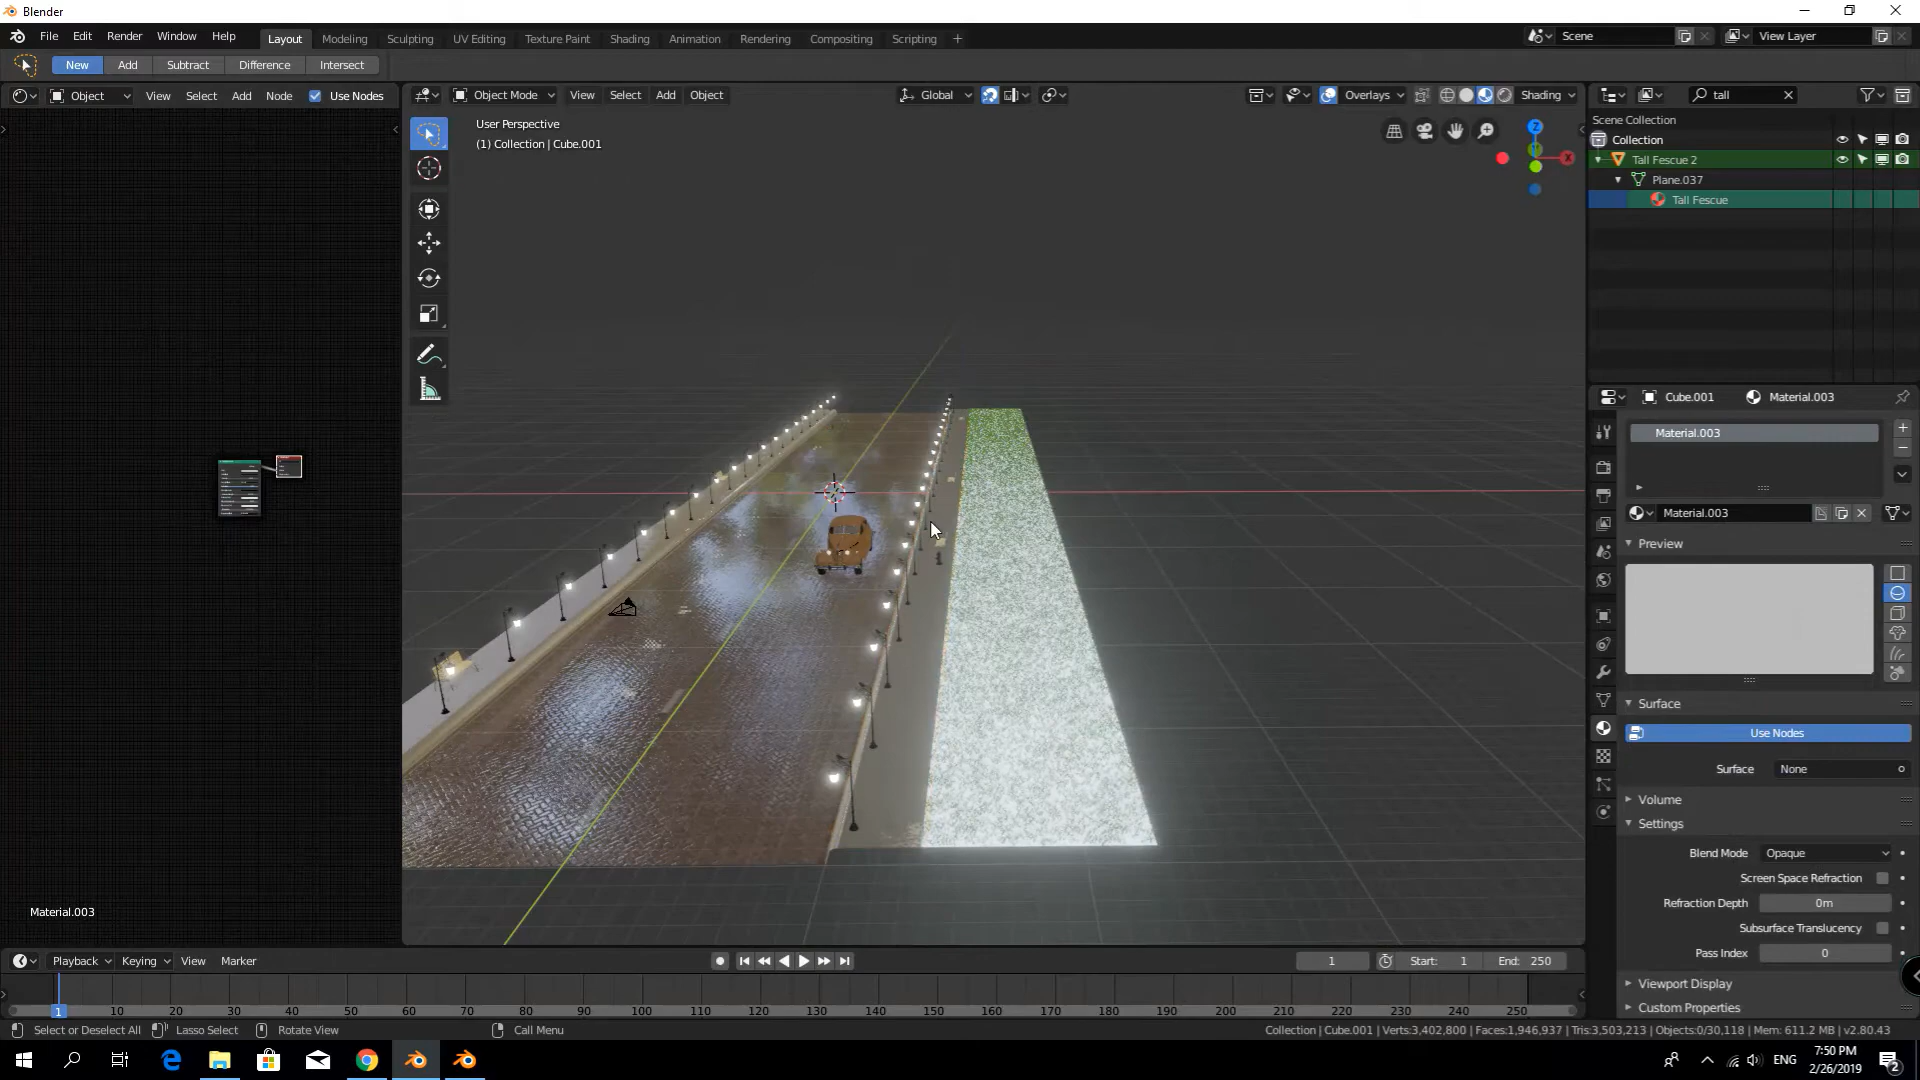 Blender
File Edit Render Window Help
Layout Modeling Sculpting UV Editing Texture Paint Shading Animation Rendering Compositing Scripting +
Scene
View Layer
New Add Subtract Difference Intersect
Object View Select Add Node Use Nodes
Object Mode View Select Add Object
Global
Overlays
Shading
tall
User Perspective
(1) Collection | Cube.001
Z
X
Scene Collection
Collection
Tall Fescue 2
Plane.037
Tall Fescue
Cube.001 Material.003
Material.003
Material.003
Preview
Surface
Use Nodes
Surface None
Volume
Settings
Blend Mode Opaque
Screen Space Refraction
Refraction Depth 0m
Subsurface Translucency
Pass Index 0
Viewport Display
Custom Properties
Material.003
Playback Keying View Marker
1 Start: 1 End: 250
1 10 20 30 40 50 60 70 80 90 100 110 120 130 140 150 160 170 180 190 200 210 220 230 240 250
Select or Deselect All Lasso Select Rotate View Call Menu
Collection | Cube.001 | Verts:3,402,800 | Faces:1,946,937 | Tris:3,503,213 | Objects:0/30,118 | Mem: 611.2 MB | v2.80.43
ENG
7:50 PM
2/26/2019
2